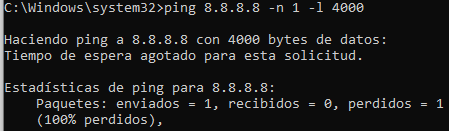 C:\Windows\system32>ping 8.8.8.8 -n 1 -l 4000
Haciendo ping a 8.8.8.8 con 4000 bytes de datos:
Tiempo de espera agotado para esta solicitud.
Estadísticas de ping para 8.8.8.8:
Paquetes: enviados = 1, recibidos = 0, perdidos = 1
(100% perdidos),